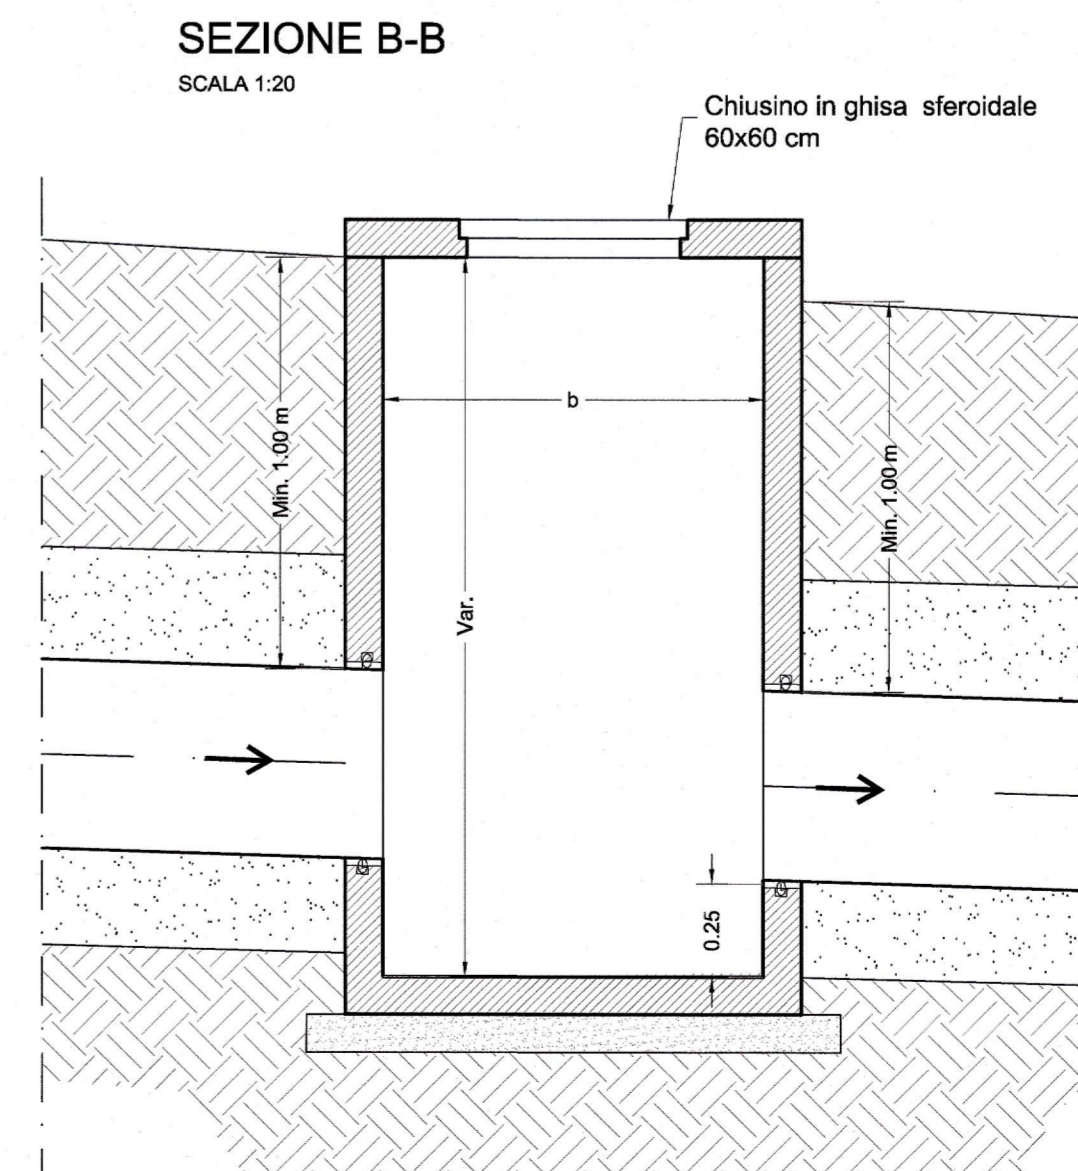 SEZIONE B-B
SCALA 1:20
Chiusino in ghisa sferoidale
60x60 cm
b
Min. 1.00 m
Min. 1.00 m
Var.
0.25